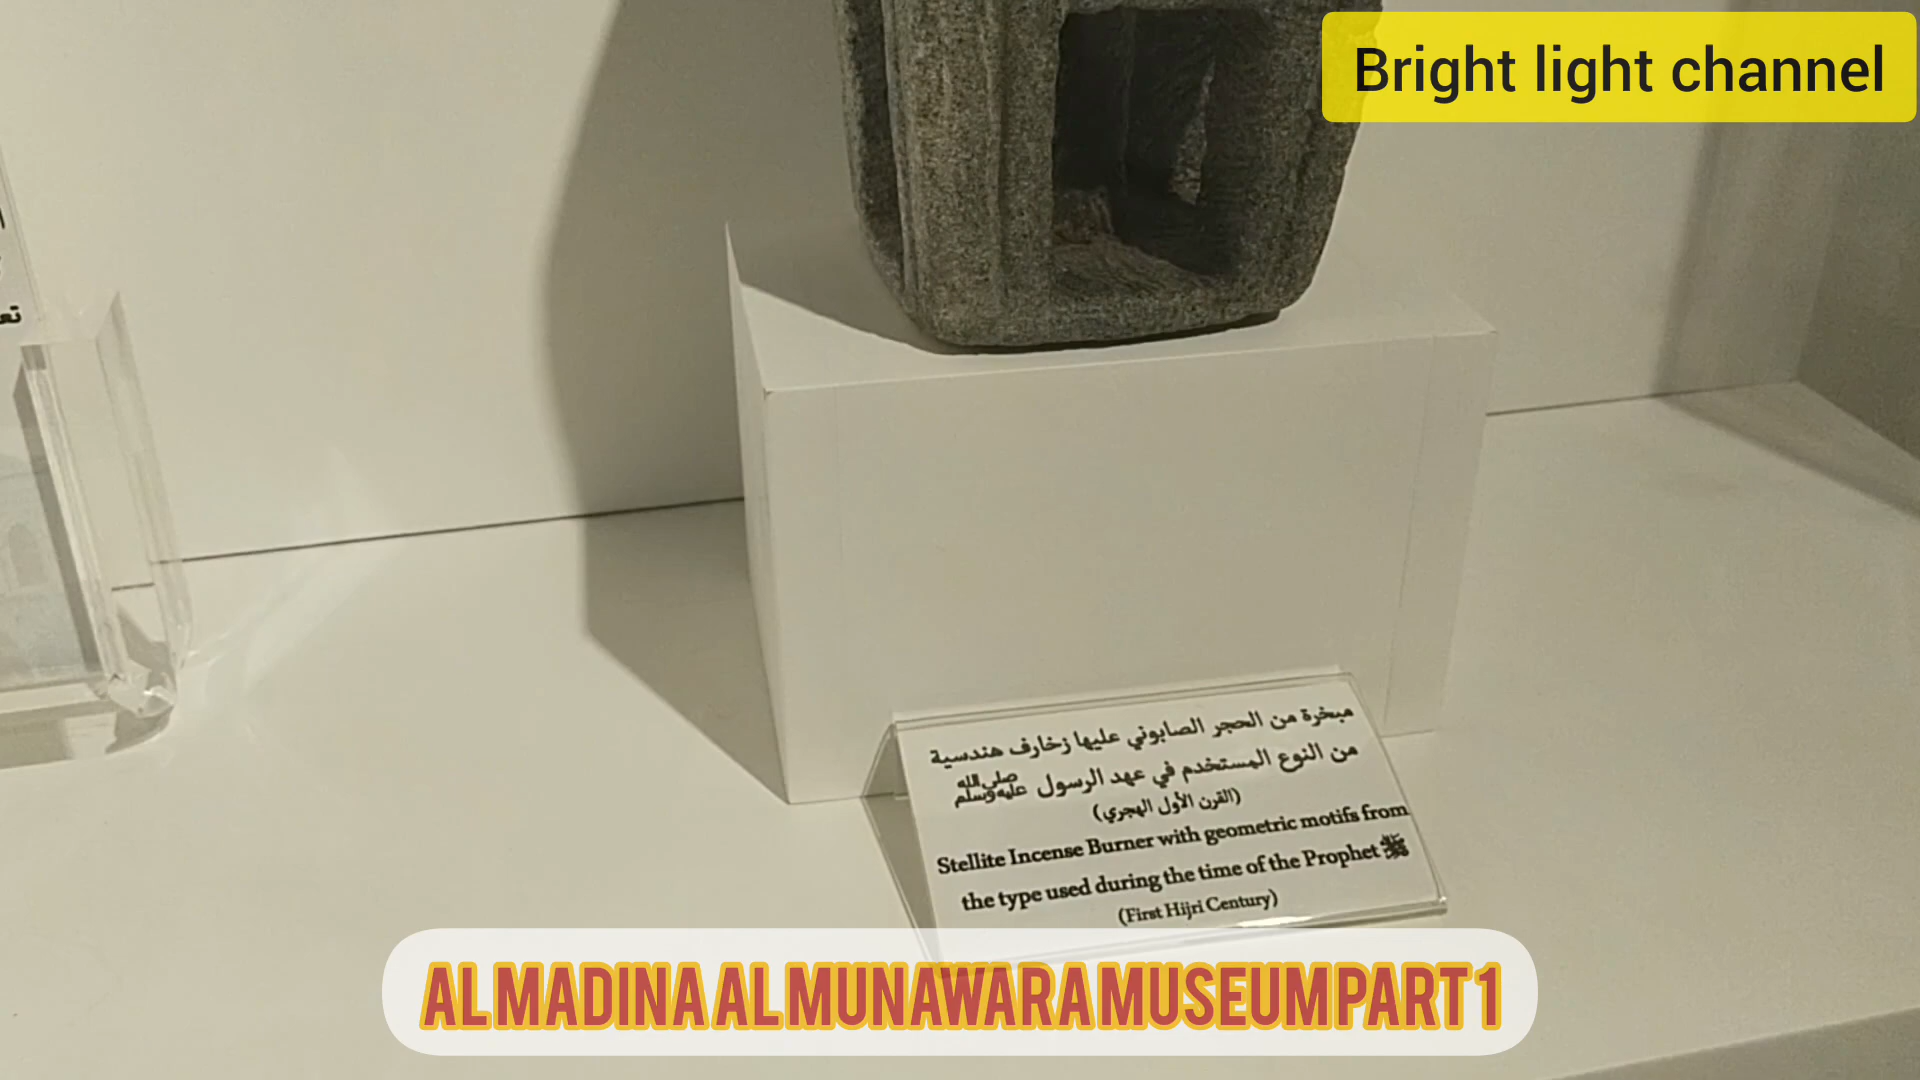 Bright light channel
تع
مبخرة من الحجر الصابوني عليها زخارف هندسية
من النوع المستخدم في عهد الرسول صلى الله عليه وسلم
(القرن الأول الهجري)
Stellite Incense Burner with geometric motifs from
the type used during the time of the Prophet ﷺ
(First Hijri Century)
AL MADINA AL MUNAWARA MUSEUM PART 1